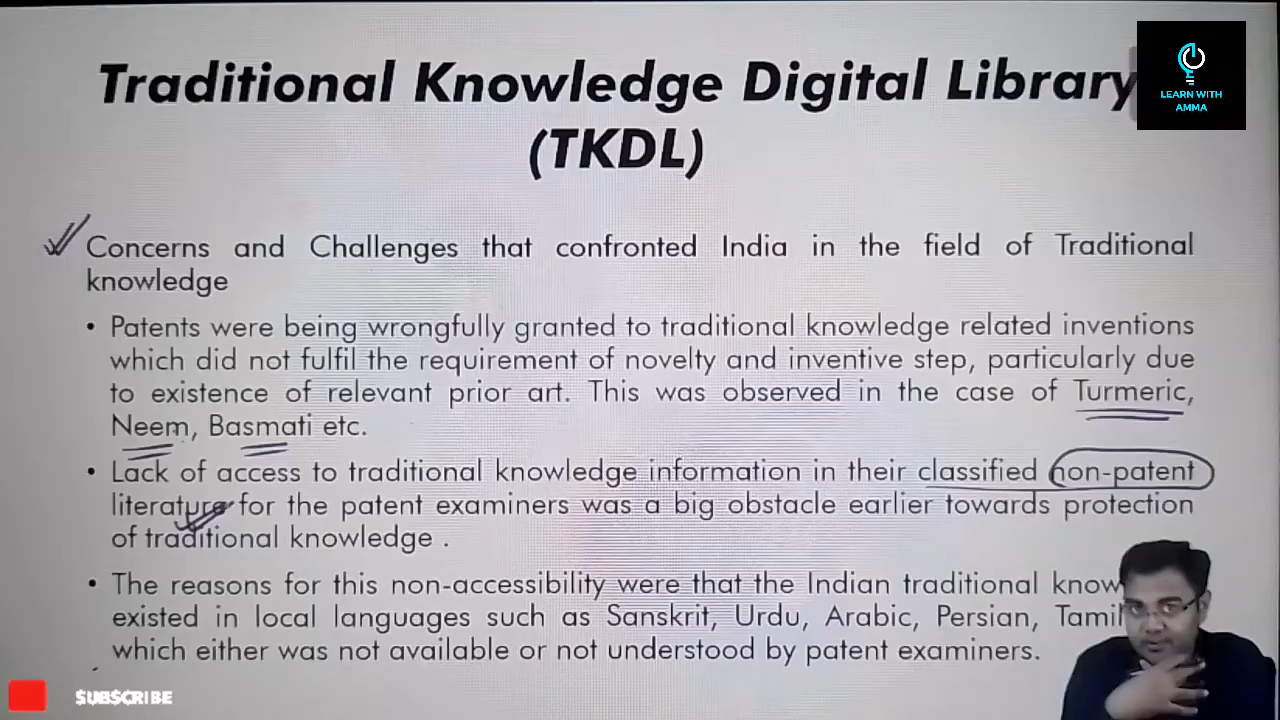 Traditional Knowledge Digital Library
(TKDL)
LEARN WITH
AMMA
Concerns and Challenges that confronted India in the field of Traditional
knowledge
• Patents were being wrongfully granted to traditional knowledge related inventions
which did not fulfil the requirement of novelty and inventive step, particularly due
to existence of relevant prior art. This was observed in the case of Turmeric,
Neem, Basmati etc.
• Lack of access to traditional knowledge information in their classified non-patent
literature for the patent examiners was a big obstacle earlier towards protection
of traditional knowledge .
• The reasons for this non-accessibility were that the Indian traditional know
existed in local languages such as Sanskrit, Urdu, Arabic, Persian, Tamil
which either was not available or not understood by patent examiners.
SUBSCRIBE